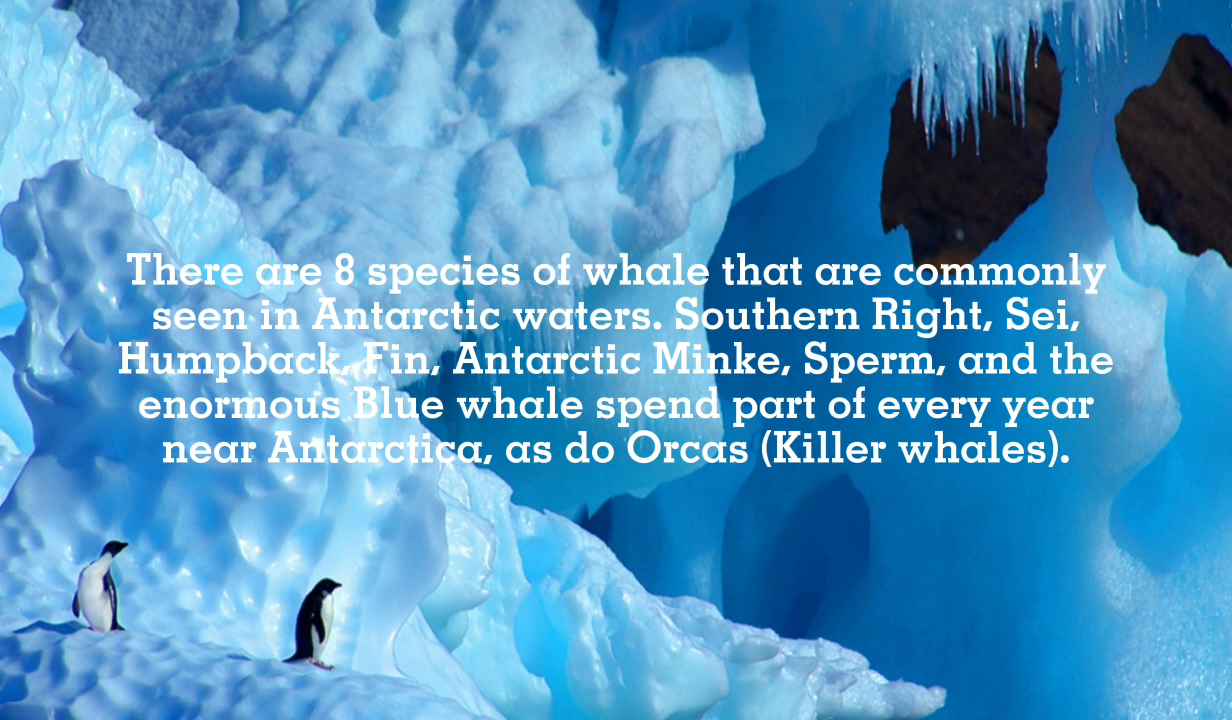 There are 8 species of whale that are commonly
seen in Antarctic waters. Southern Right, Sei,
Humpback, Fin, Antarctic Minke, Sperm, and the
enormous Blue whale spend part of every year
near Antarctica, as do Orcas (Killer whales).